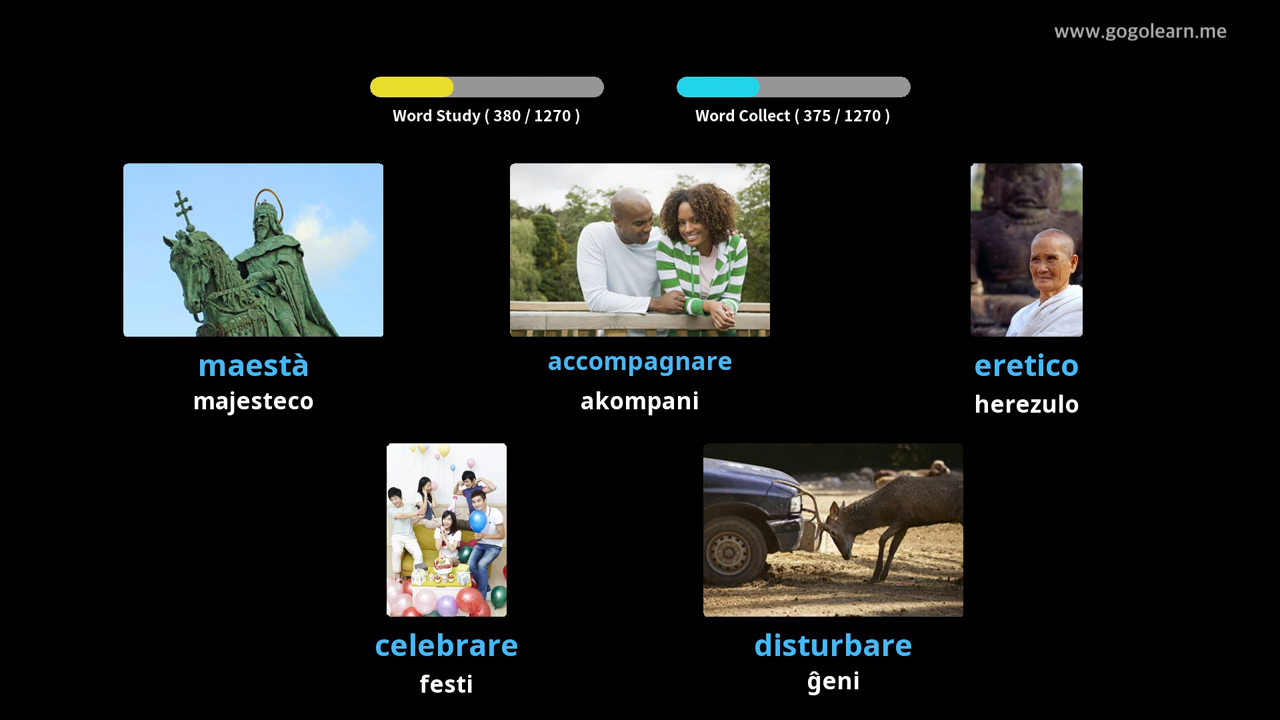 www.gogolearn.me
Word Study ( 380 / 1270 )
Word Collect ( 375 / 1270 )
maestà
majesteco
accompagnare
akompani
eretico
herezulo
celebrare
festi
disturbare
ĝeni